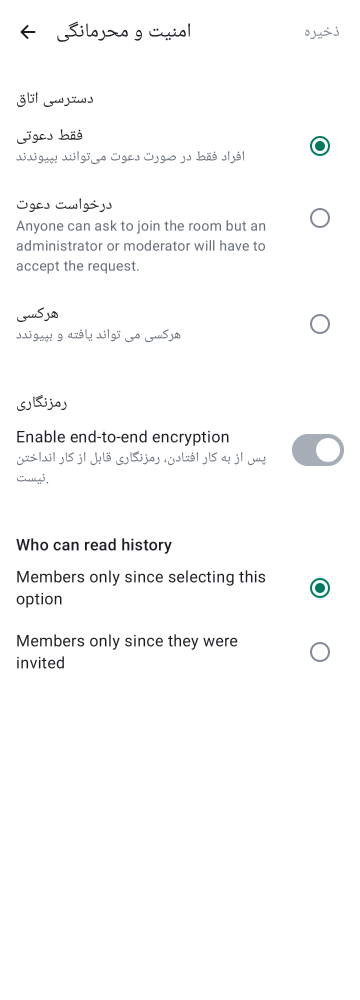 امنیت و محرمانگی
ذخیره
دسترسی اتاق
فقط دعوتی
افراد فقط در صورت دعوت می‌توانند بپیوندند
درخواست دعوت
Anyone can ask to join the room but an
administrator or moderator will have to
accept the request.
هرکسی
هرکسی می تواند یافته و بپیوندد
رمزنگاری
Enable end-to-end encryption
پس از به کار افتادن، رمزنگاری قابل از کار انداختن
نیست.
Who can read history
Members only since selecting this
option
Members only since they were
invited